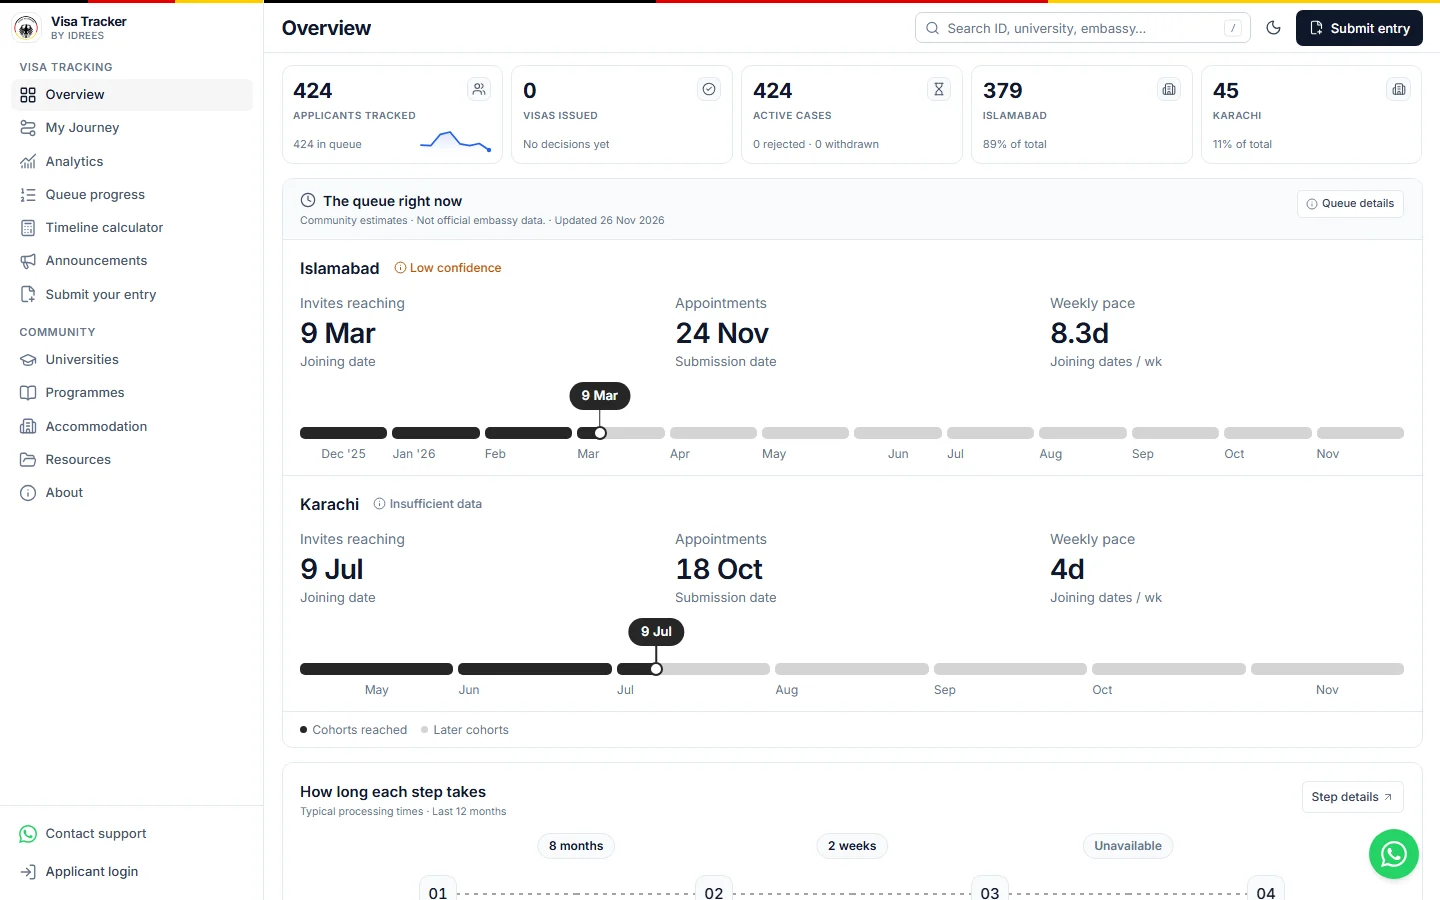 Visa Tracker
BY IDREES
VISA TRACKING
Overview
My Journey
Analytics
Queue progress
Timeline calculator
Announcements
Submit your entry
COMMUNITY
Universities
Programmes
Accommodation
Resources
About
Contact support
Applicant login
Overview
Search ID, university, embassy...
/
Submit entry
424
APPLICANTS TRACKED
424 in queue
0
VISAS ISSUED
No decisions yet
424
ACTIVE CASES
0 rejected · 0 withdrawn
379
ISLAMABAD
89% of total
45
KARACHI
11% of total
The queue right now
Community estimates · Not official embassy data. · Updated 26 Nov 2026
Queue details
Islamabad
Low confidence
Invites reaching
9 Mar
Joining date
Appointments
24 Nov
Submission date
Weekly pace
8.3d
Joining dates / wk
9 Mar
Dec '25 Jan '26 Feb Mar Apr May Jun Jul Aug Sep Oct Nov
Karachi
Insufficient data
Invites reaching
9 Jul
Joining date
Appointments
18 Oct
Submission date
Weekly pace
4d
Joining dates / wk
9 Jul
May Jun Jul Aug Sep Oct Nov
Cohorts reached
Later cohorts
How long each step takes
Typical processing times · Last 12 months
Step details
8 months
2 weeks
Unavailable
01
02
03
04